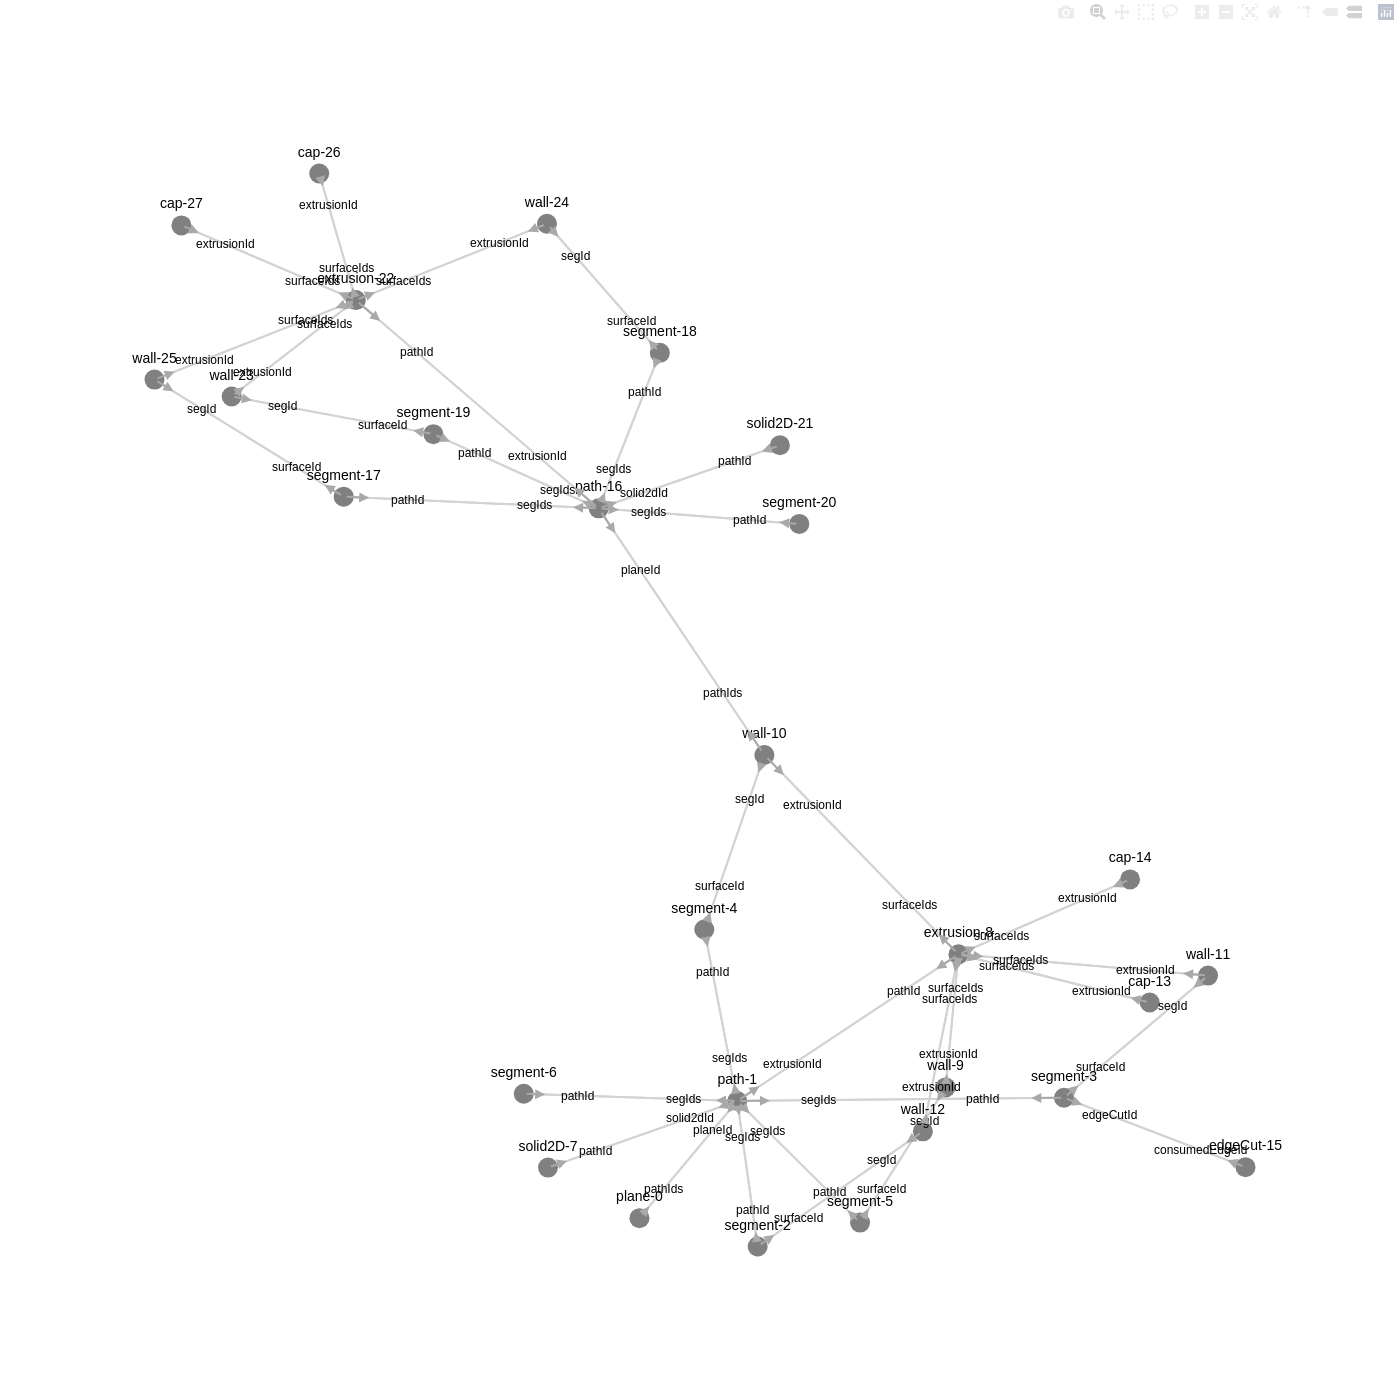 cap-26
cap-27
wall-24
extrusionId
extrusionId
extrusionId
segId
surfaceIds
extrusion-22
surfaceIds
surfaceIds
surfaceIds
surfaceIds
surfaceId
segment-18
pathId
wall-25
extrusionId
wall-23
extrusionId
pathId
segId
segId
segment-19
surfaceId
solid2D-21
pathId
extrusionId
pathId
surfaceId
segment-17
segIds
path-16
segIds
solid2dId
segment-20
pathId
segIds
segIds
pathId
planeId
pathIds
wall-10
segId
extrusionId
cap-14
surfaceId
extrusionId
segment-4
surfaceIds
extrusion-8
surfaceIds
wall-11
surfaceIds
surfaceIds
extrusionId
pathId
cap-13
extrusionId
pathId
surfaceIds
surfaceIds
segId
segIds
extrusionId
extrusionId
wall-9
surfaceId
segment-6
path-1
segment-3
extrusionId
pathId
segIds
segIds
pathId
wall-12
segId
edgeCutId
solid2dId
planeId
segIds
segIds
solid2D-7
pathId
edgeCut-15
consumedEdgeId
segId
pathIds
plane-0
pathId
surfaceId
segment-5
pathId
surfaceId
segment-2